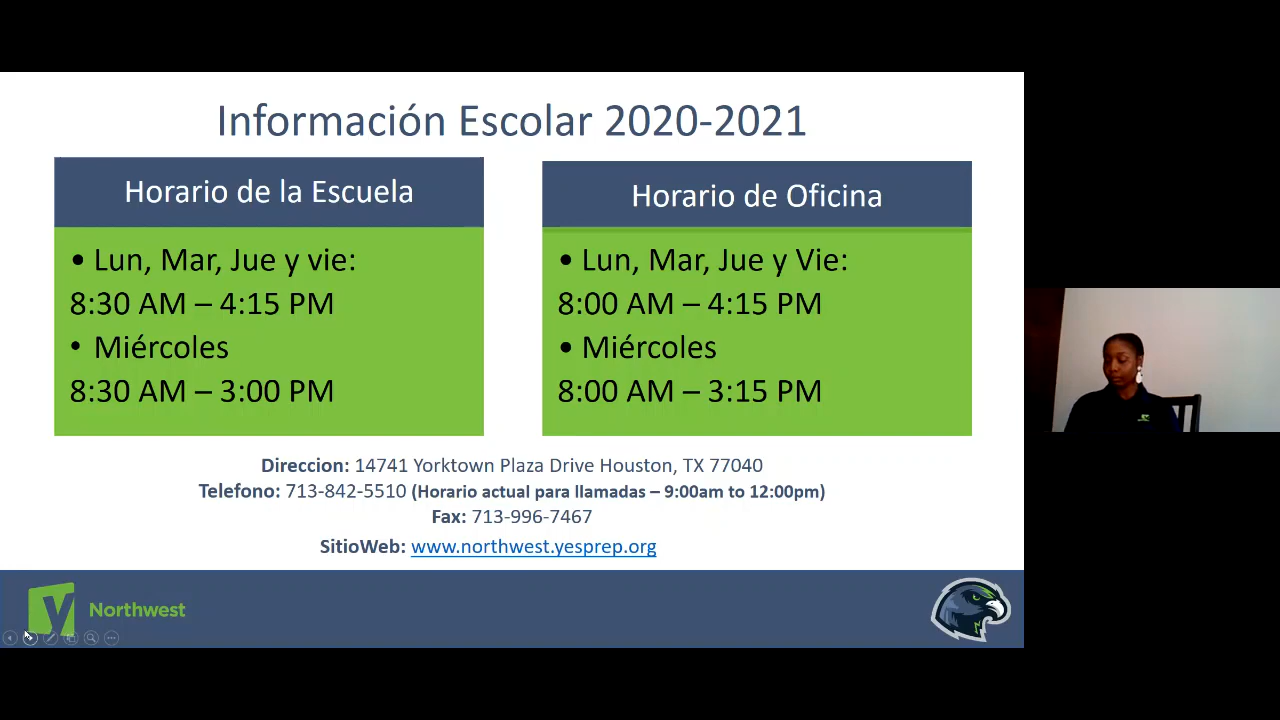 Información Escolar 2020-2021
Horario de la Escuela
• Lun, Mar, Jue y vie:
8:30 AM – 4:15 PM
• Miércoles
8:30 AM – 3:00 PM
Horario de Oficina
• Lun, Mar, Jue y Vie:
8:00 AM – 4:15 PM
• Miércoles
8:00 AM – 3:15 PM
Direccion: 14741 Yorktown Plaza Drive Houston, TX 77040
Telefono: 713-842-5510 (Horario actual para llamadas – 9:00am to 12:00pm)
Fax: 713-996-7467
SitioWeb: www.northwest.yesprep.org
Y Northwest